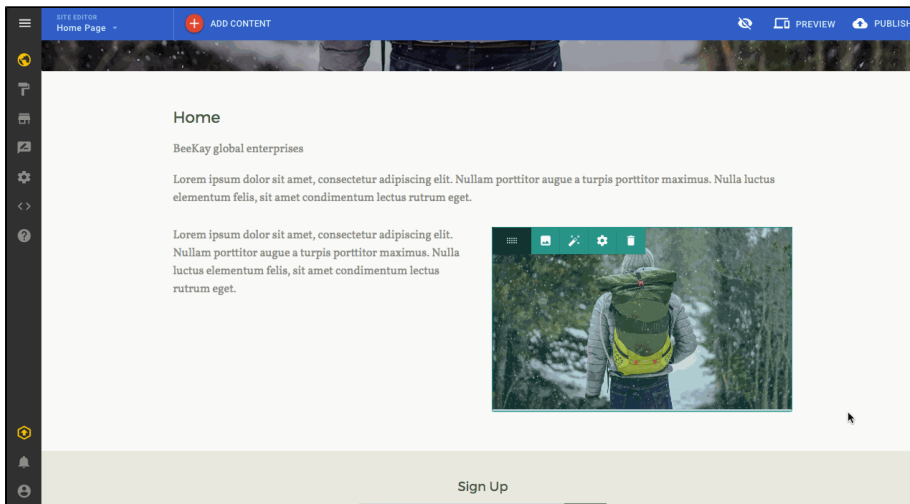 SITE EDITOR
Home Page
ADD CONTENT
PREVIEW
PUBLISH
Home
BeeKay global enterprises
Lorem ipsum dolor sit amet, consectetur adipiscing elit. Nullam porttitor augue a turpis porttitor maximus. Nulla luctus
elementum felis, sit amet condimentum lectus rutrum eget.
Lorem ipsum dolor sit amet, consectetur adipiscing elit.
Nullam porttitor augue a turpis porttitor maximus. Nulla
luctus elementum felis, sit amet condimentum lectus
rutrum eget.
Sign Up